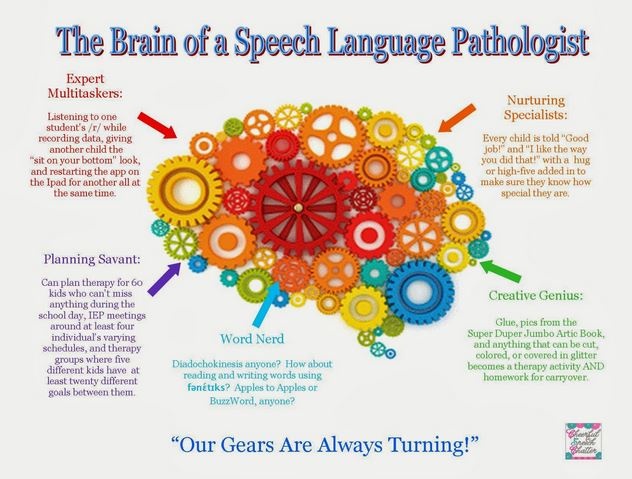 The Brain of a Speech Language Pathologist
Expert
Multitaskers:
Listening to one
student's /r/ while
recording data, giving
another child the
"sit on your bottom" look,
and restarting the app on
the Ipad for another all at
the same time.
Nurturing
Specialists:
Every child is told "Good
job!" and "I like the way
you did that!" with a hug
or high-five added in to
make sure they know how
special they are.
Planning Savant:
Can plan therapy for 60
kids who can't miss
anything during the
school day, IEP meetings
around at least four
individual's varying
schedules, and therapy
groups where five
different kids have at
least twenty different
goals between them.
Word Nerd
Diadochokinesis anyone? How about
reading and writing words using
fənɛ́tɪks? Apples to Apples or
BuzzWord, anyone?
Creative Genius:
Glue, pics from the
Super Duper Jumbo Artic Book,
and anything that can be cut,
colored, or covered in glitter
becomes a therapy activity AND
homework for carryover.
"Our Gears Are Always Turning!"
Cheerful
Speech
Chatter